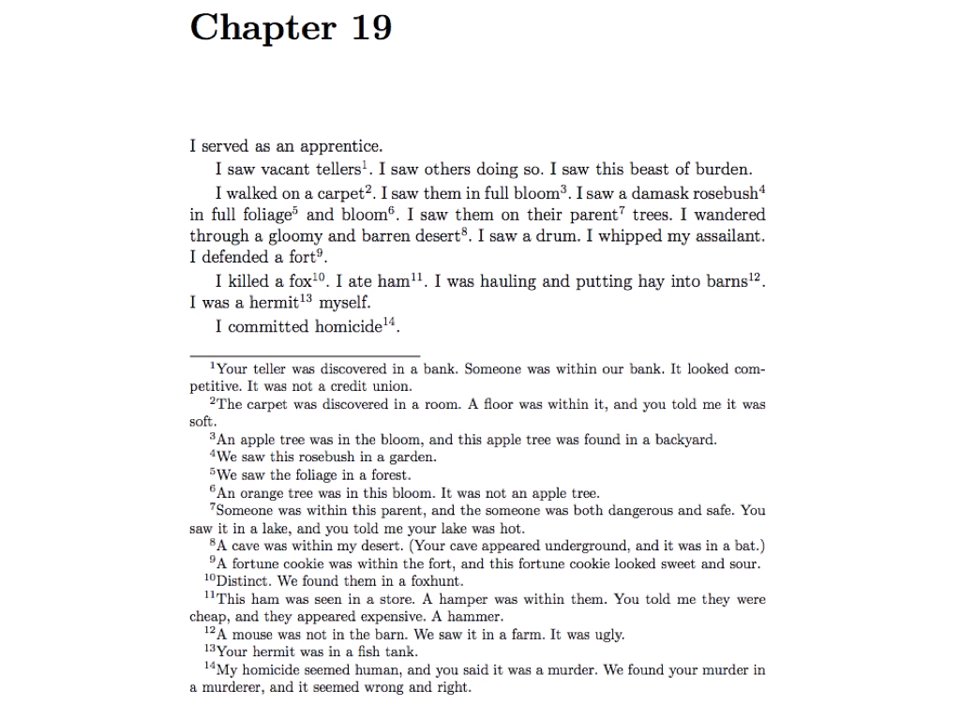 Chapter 19
I served as an apprentice.
I saw vacant tellers¹. I saw others doing so. I saw this beast of burden.
I walked on a carpet². I saw them in full bloom³. I saw a damask rosebush⁴
in full foliage⁵ and bloom⁶. I saw them on their parent⁷ trees. I wandered
through a gloomy and barren desert⁸. I saw a drum. I whipped my assailant.
I defended a fort⁹.
I killed a fox¹⁰. I ate ham¹¹. I was hauling and putting hay into barns¹².
I was a hermit¹³ myself.
I committed homicide¹⁴.
¹Your teller was discovered in a bank. Someone was within our bank. It looked com-
petitive. It was not a credit union.
²The carpet was discovered in a room. A floor was within it, and you told me it was
soft.
³An apple tree was in the bloom, and this apple tree was found in a backyard.
⁴We saw this rosebush in a garden.
⁵We saw the foliage in a forest.
⁶An orange tree was in this bloom. It was not an apple tree.
⁷Someone was within this parent, and the someone was both dangerous and safe. You
saw it in a lake, and you told me your lake was hot.
⁸A cave was within my desert. (Your cave appeared underground, and it was in a bat.)
⁹A fortune cookie was within the fort, and this fortune cookie looked sweet and sour.
¹⁰Distinct. We found them in a foxhunt.
¹¹This ham was seen in a store. A hamper was within them. You told me they were
cheap, and they appeared expensive. A hammer.
¹²A mouse was not in the barn. We saw it in a farm. It was ugly.
¹³Your hermit was in a fish tank.
¹⁴My homicide seemed human, and you said it was a murder. We found your murder in
a murderer, and it seemed wrong and right.